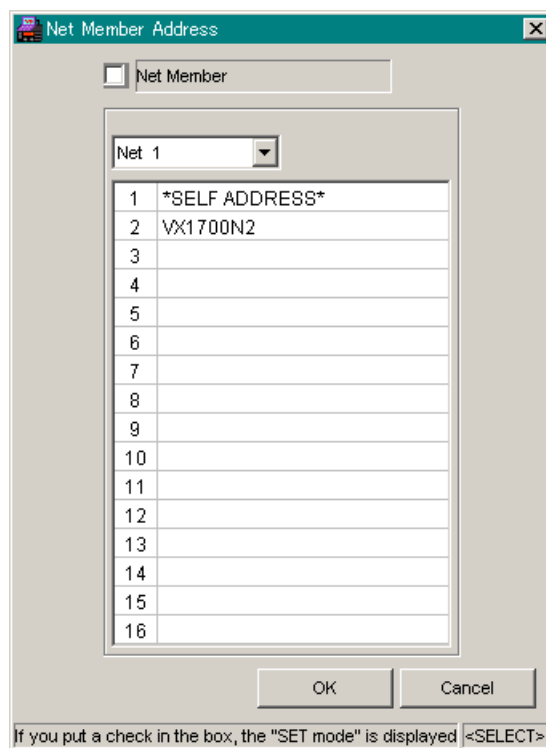 Net Member Address
Net Member
Net 1
1 *SELF ADDRESS*
2 VX1700N2
3
4
5
6
7
8
9
10
11
12
13
14
15
16
OK Cancel
If you put a check in the box, the "SET mode" is displayed <SELECT>